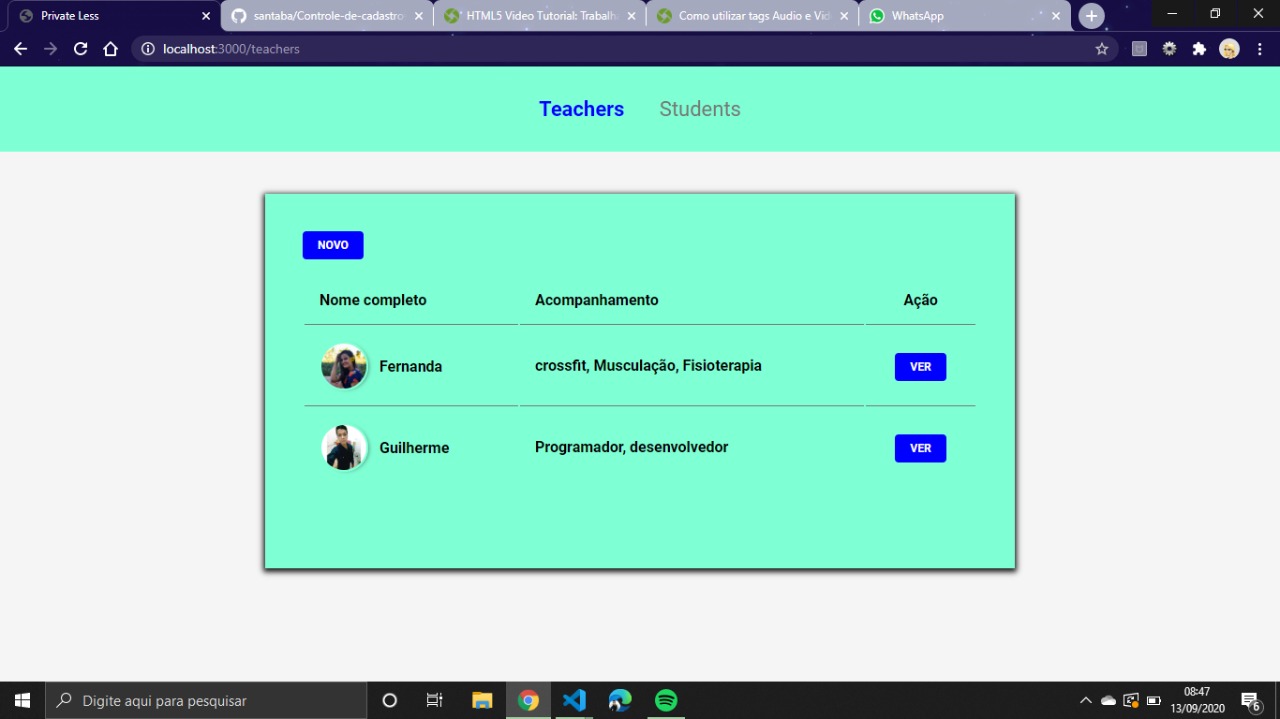 Private Less
santaba/Controle-de-cadastro
HTML5 Video Tutorial: Trabalh
Como utilizar tags Audio e Vid
WhatsApp
localhost:3000/teachers
Teachers Students
NOVO
Nome completo Acompanhamento Ação
Fernanda crossfit, Musculação, Fisioterapia VER
Guilherme Programador, desenvolvedor VER
Digite aqui para pesquisar
08:47
13/09/2020
6